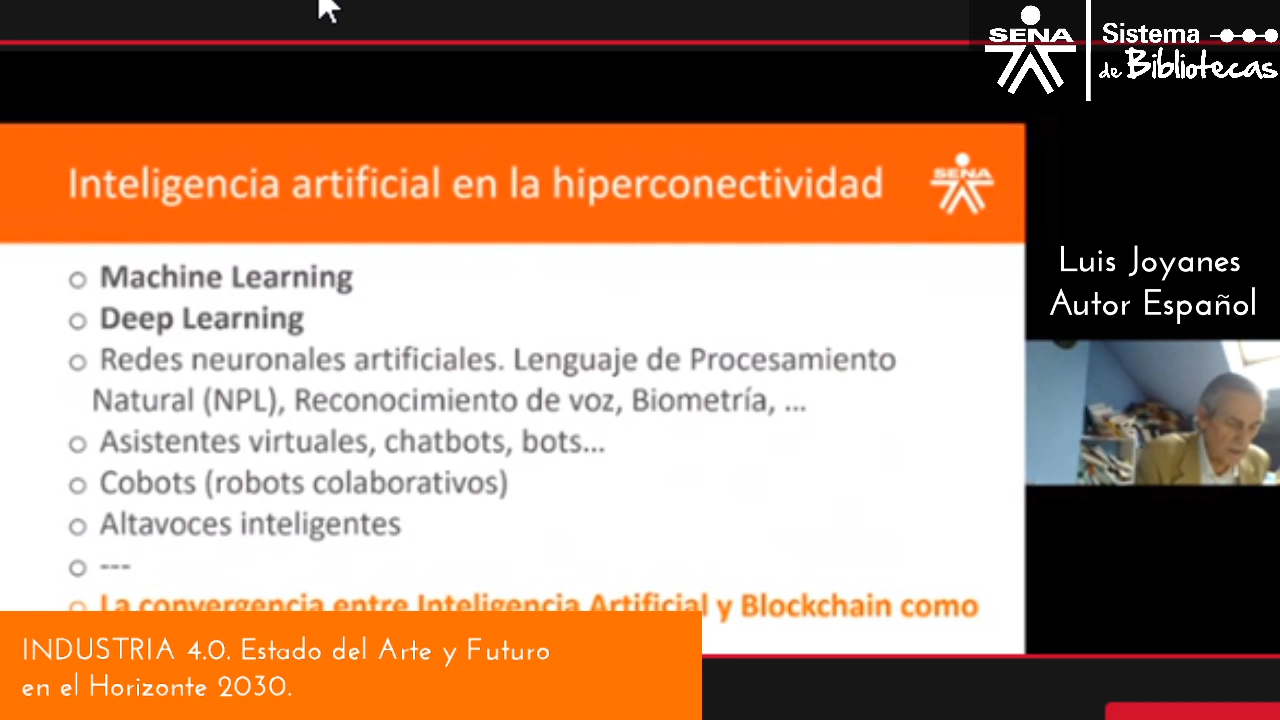 SENA
Sistema
de Bibliotecas
Inteligencia artificial en la hiperconectividad
SENA
Machine Learning
Deep Learning
Redes neuronales artificiales. Lenguaje de Procesamiento
Natural (NPL), Reconocimiento de voz, Biometría, ...
Asistentes virtuales, chatbots, bots...
Cobots (robots colaborativos)
Altavoces inteligentes
---
La convergencia entre Inteligencia Artificial y Blockchain como
Luis Joyanes
Autor Español
INDUSTRIA 4.0. Estado del Arte y Futuro
en el Horizonte 2030.